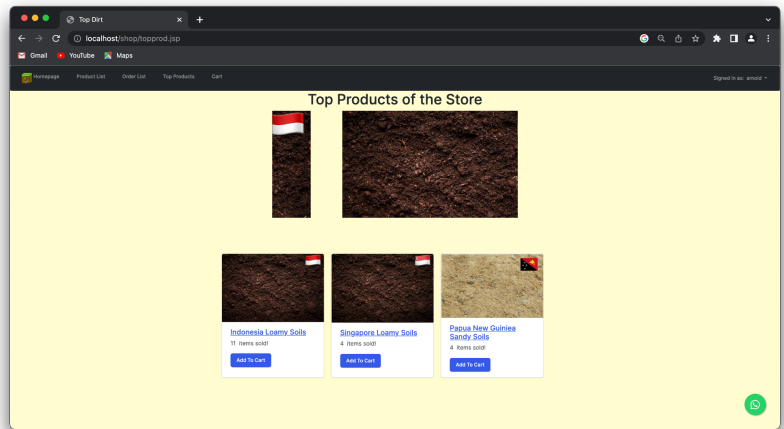 Top Dirt
localhost/shop/topprod.jsp
Gmail YouTube Maps
Homepage Product List Order List Top Products Cart Signed in as: arnold
Top Products of the Store
Indonesia Loamy Soils
11 items sold!
Add To Cart
Singapore Loamy Soils
4 items sold!
Add To Cart
Papua New Guiniea
Sandy Soils
4 items sold!
Add To Cart